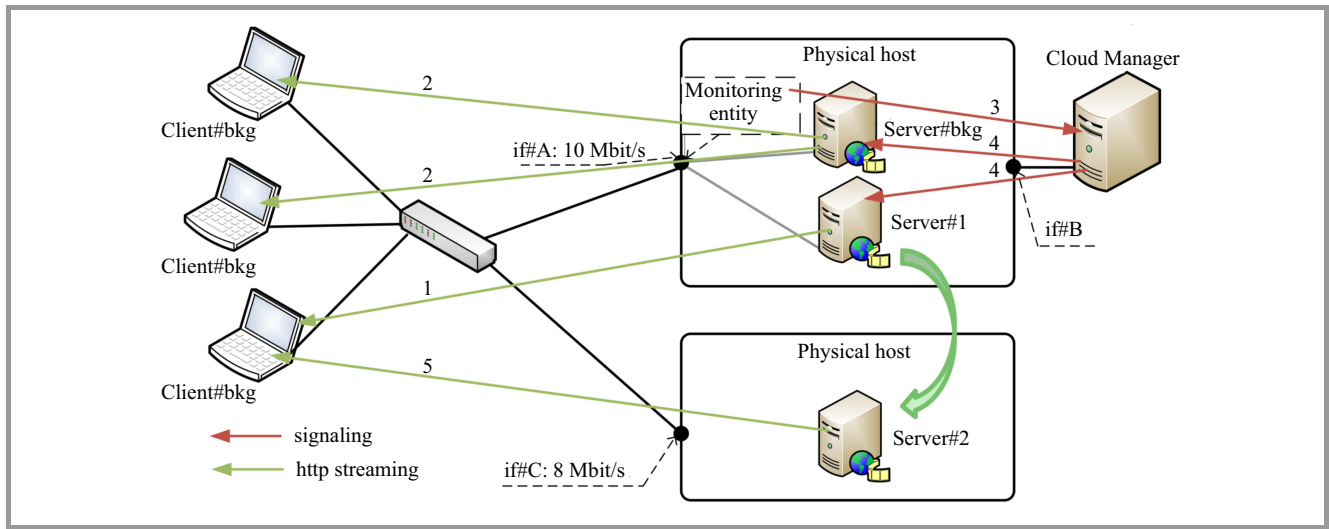 Physical host
Cloud Manager
2
Monitoring
entity
3
Client#bkg
Server#bkg
4
if#A: 10 Mbit/s
2
4
Server#1
if#B
Client#bkg
1
Physical host
5
Client#bkg
signaling
Server#2
http streaming
if#C: 8 Mbit/s